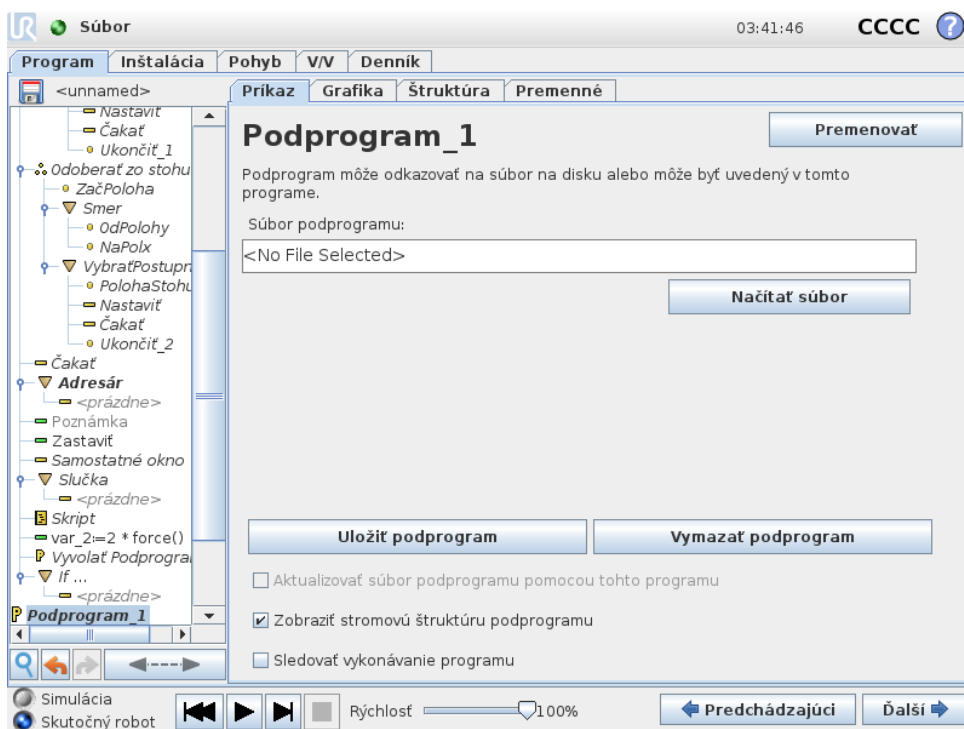 UR Súbor 03:41:46 CCCC ?
Program Inštalácia Pohyb V/V Denník
<unnamed> Príkaz Grafika Štruktúra Premenné
Nastaviť
Čakať
Ukončiť_1
Odoberať zo stohu
ZačPoloha
Smer
OdPolohy
NaPolx
VybraťPostupn
PolohaStohu
Nastaviť
Čakať
Ukončiť_2
Čakať
Adresár
<prázdne>
Poznámka
Zastaviť
Samostatné okno
Slučka
<prázdne>
Skript
var_2:=2 * force()
Vyvolať Podprogra
If ...
<prázdne>
Podprogram_1
Podprogram_1
Premenovať
Podprogram môže odkazovať na súbor na disku alebo môže byť uvedený v tomto
programe.
Súbor podprogramu:
<No File Selected>
Načítať súbor
Uložiť podprogram Vymazať podprogram
Aktualizovať súbor podprogramu pomocou tohto programu
Zobraziť stromovú štruktúru podprogramu
Sledovať vykonávanie programu
Simulácia
Skutočný robot
Rýchlosť 100%
Predchádzajúci Ďalší